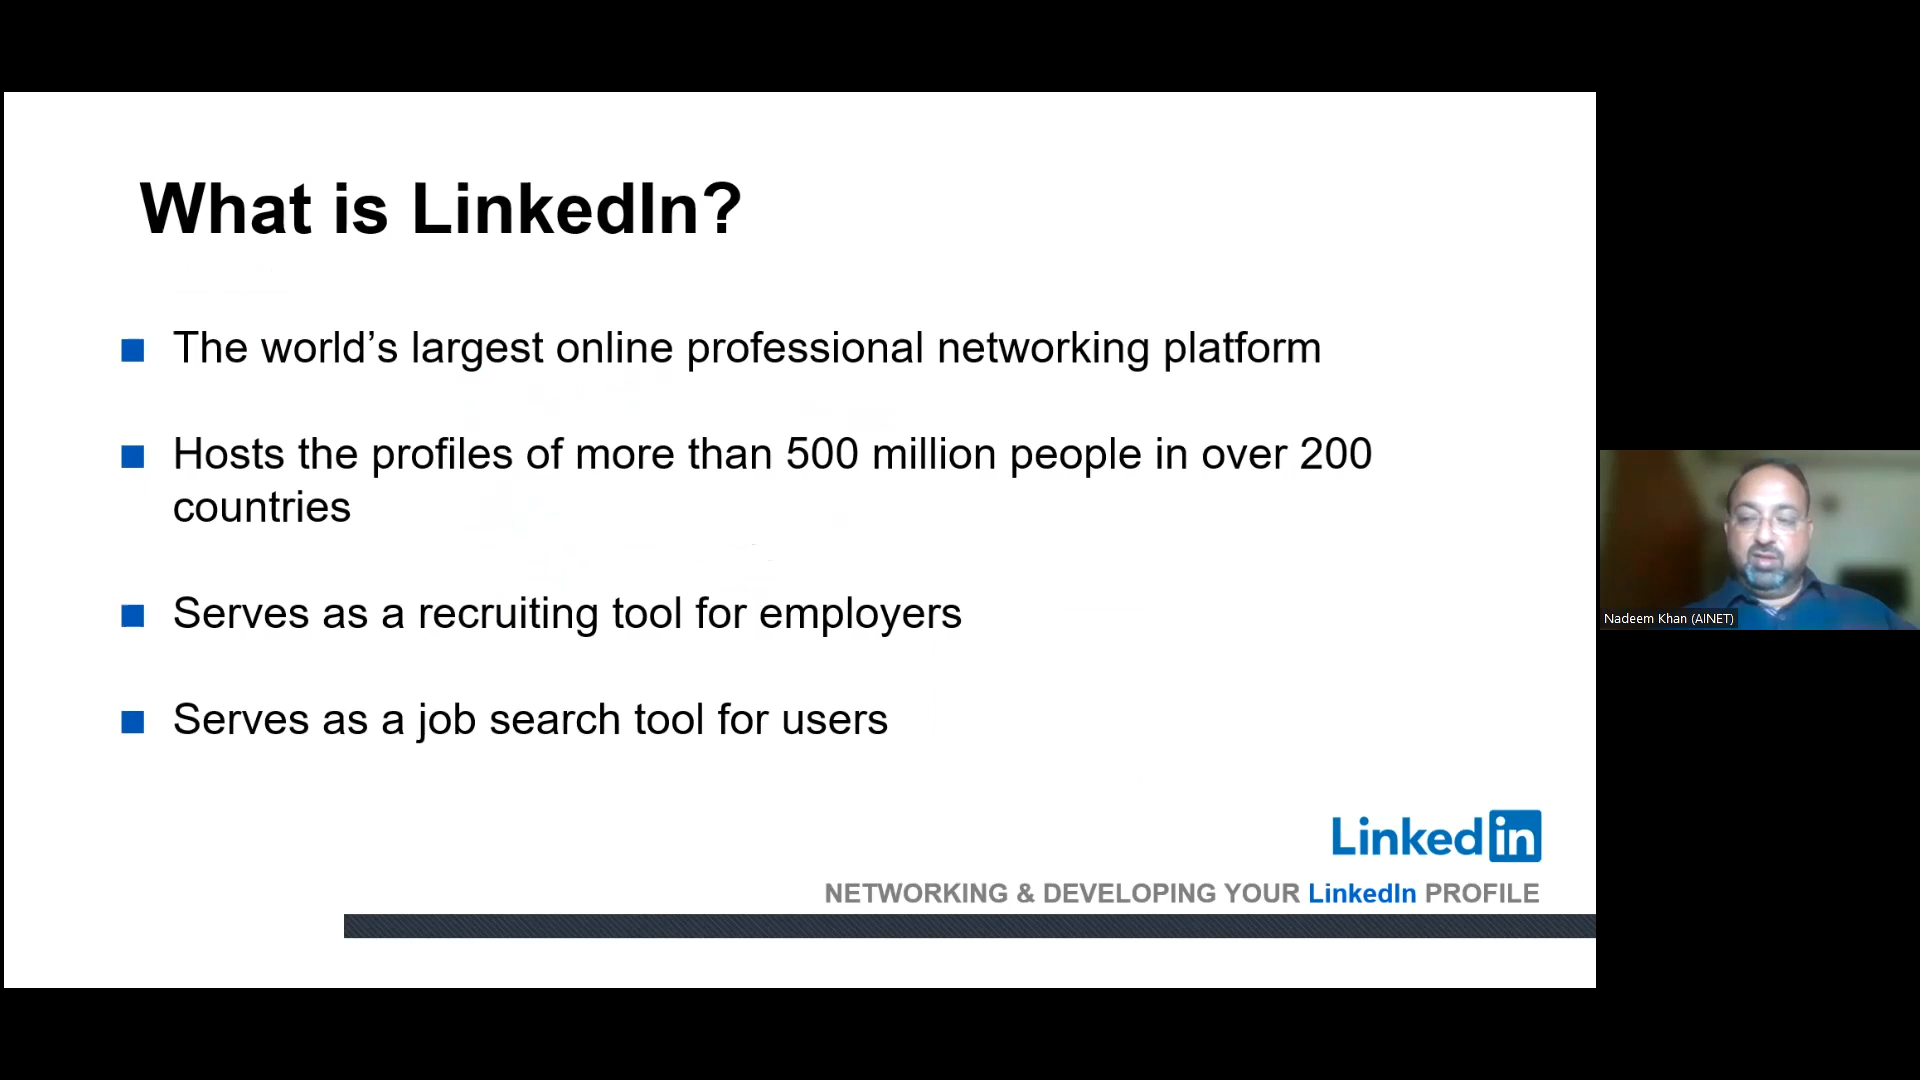 What is LinkedIn?
The world’s largest online professional networking platform
Hosts the profiles of more than 500 million people in over 200
countries
Serves as a recruiting tool for employers
Serves as a job search tool for users
Linked in
NETWORKING & DEVELOPING YOUR LinkedIn PROFILE
Nadeem Khan (AINET)